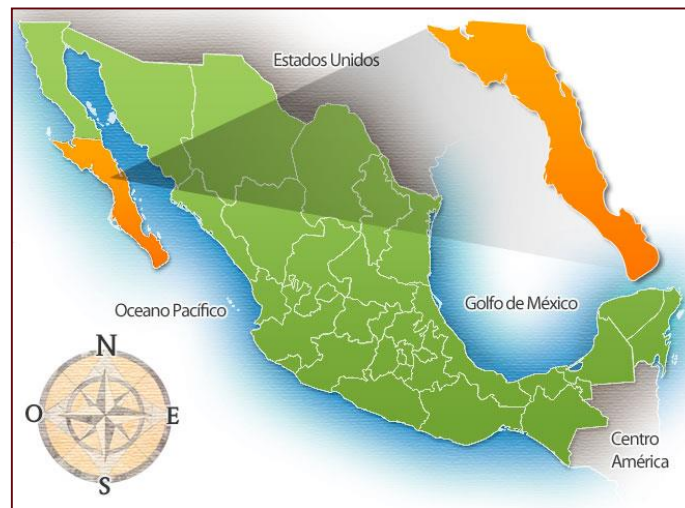 Estados Unidos
Oceano Pacífico
Golfo de México
N
O
E
S
Centro
América